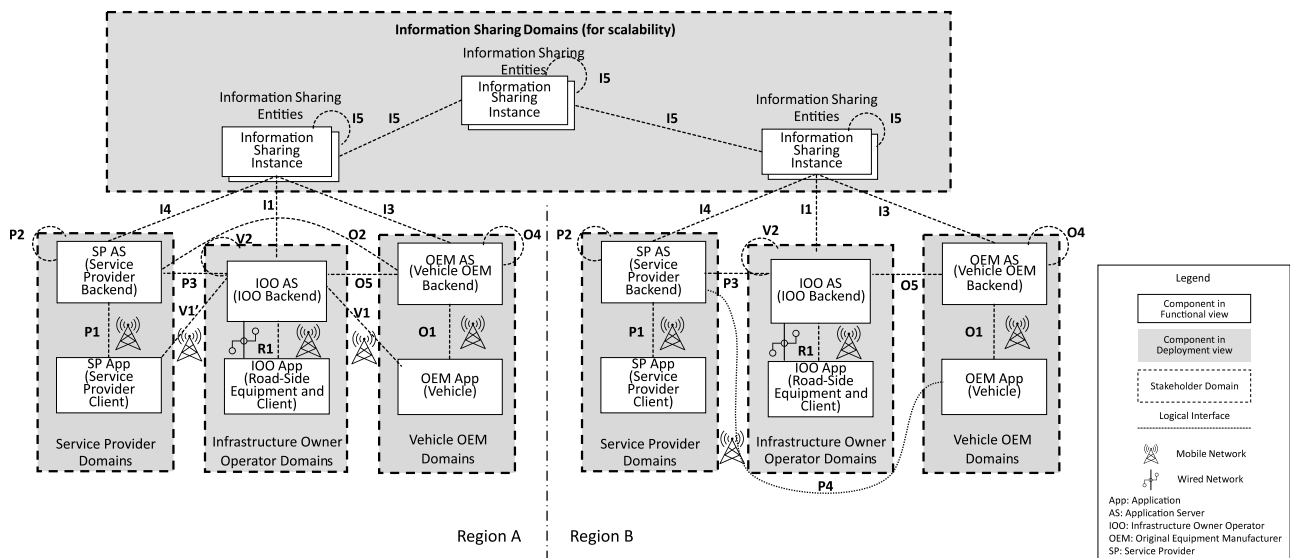 Information Sharing Domains (for scalability)
Information Sharing
Entities
I5
Information
Sharing
Instance
Information Sharing
Entities
I5
Information
Sharing
Instance
I5
I5
Information Sharing
Entities
I5
Information
Sharing
Instance
I4
I1
I3
P2
SP AS
(Service
Provider
Backend)
P3
V2
O2
IOO AS
(IOO Backend)
O5
O4
OEM AS
(Vehicle OEM
Backend)
P1
V1'
V1
R1
O1
SP App
(Service
Provider
Client)
IOO App
(Road-Side
Equipment and
Client)
OEM App
(Vehicle)
Service Provider
Domains
Infrastructure Owner
Operator Domains
Vehicle OEM
Domains
Region A
I4
I1
I3
P2
SP AS
(Service
Provider
Backend)
P3
V2
IOO AS
(IOO Backend)
O5
O4
OEM AS
(Vehicle OEM
Backend)
P1
R1
O1
SP App
(Service
Provider
Client)
IOO App
(Road-Side
Equipment and
Client)
OEM App
(Vehicle)
Service Provider
Domains
Infrastructure Owner
Operator Domains
Vehicle OEM
Domains
P4
Region B
Legend
Component in
Functional view
Component in
Deployment view
Stakeholder Domain
Logical Interface
Mobile Network
Wired Network
App: Application
AS: Application Server
IOO: Infrastructure Owner Operator
OEM: Original Equipment Manufacturer
SP: Service Provider